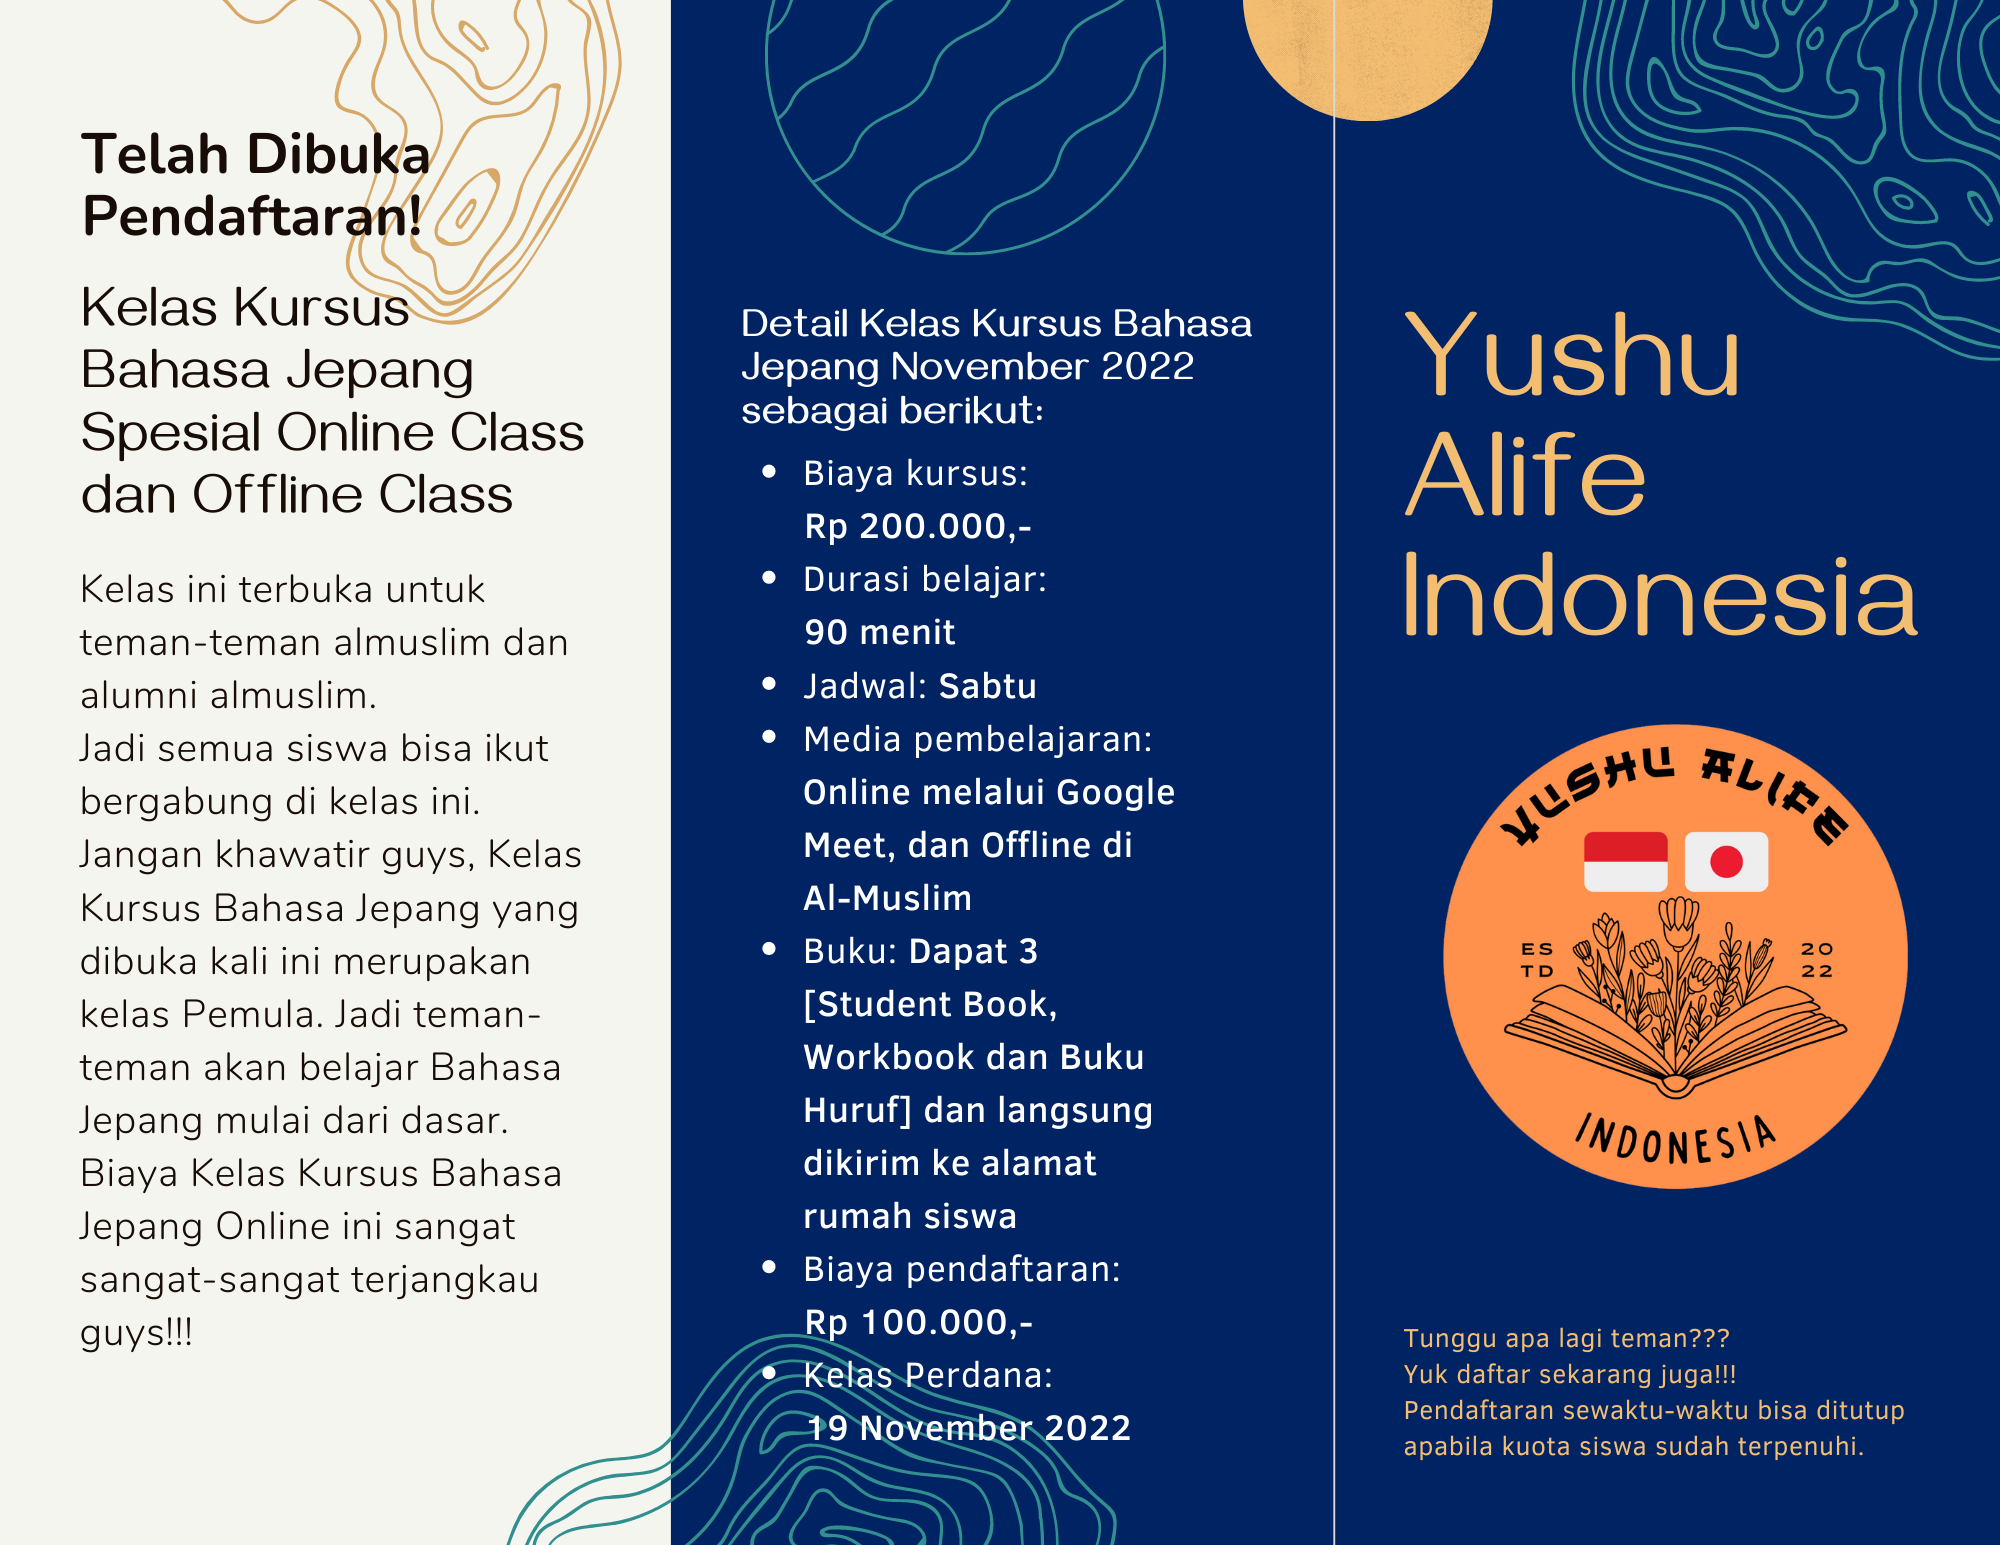 Telah Dibuka
Pendaftaran!
Kelas Kursus
Bahasa Jepang
Spesial Online Class
dan Offline Class
Kelas ini terbuka untuk
teman-teman almuslim dan
alumni almuslim.
Jadi semua siswa bisa ikut
bergabung di kelas ini.
Jangan khawatir guys, Kelas
Kursus Bahasa Jepang yang
dibuka kali ini merupakan
kelas Pemula. Jadi teman-
teman akan belajar Bahasa
Jepang mulai dari dasar.
Biaya Kelas Kursus Bahasa
Jepang Online ini sangat
sangat-sangat terjangkau
guys!!!
Detail Kelas Kursus Bahasa
Jepang November 2022
sebagai berikut:
• Biaya kursus:
Rp 200.000,-
• Durasi belajar:
90 menit
• Jadwal: Sabtu
• Media pembelajaran:
Online melalui Google
Meet, dan Offline di
Al-Muslim
• Buku: Dapat 3
[Student Book,
Workbook dan Buku
Huruf] dan langsung
dikirim ke alamat
rumah siswa
• Biaya pendaftaran:
Rp 100.000,-
• Kelas Perdana:
19 November 2022
Yushu
Alife
Indonesia
YUSHU ALIFE
ES
TD
20
22
INDONESIA
Tunggu apa lagi teman???
Yuk daftar sekarang juga!!!
Pendaftaran sewaktu-waktu bisa ditutup
apabila kuota siswa sudah terpenuhi.